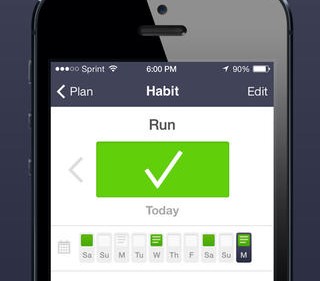 Sprint 6:00 PM 90%
Plan Habit Edit
Run
Today
Sa Su M Tu W Th F Sa Su M